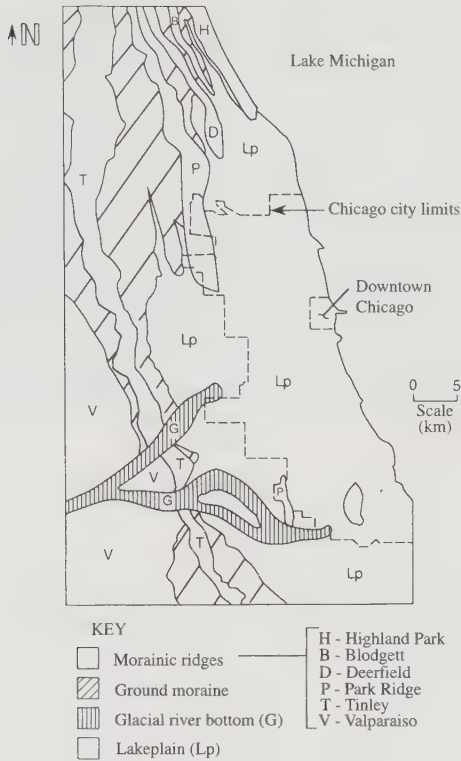 N
B
H
Lake Michigan
D
Lp
T
P
Chicago city limits
Downtown
Chicago
Lp
Lp
V
0 5
Scale
(km)
G
T
V
P
G
T
V
Lp
KEY
Morainic ridges
Ground moraine
Glacial river bottom (G)
Lakeplain (Lp)
H - Highland Park
B - Blodgett
D - Deerfield
P - Park Ridge
T - Tinley
V - Valparaiso